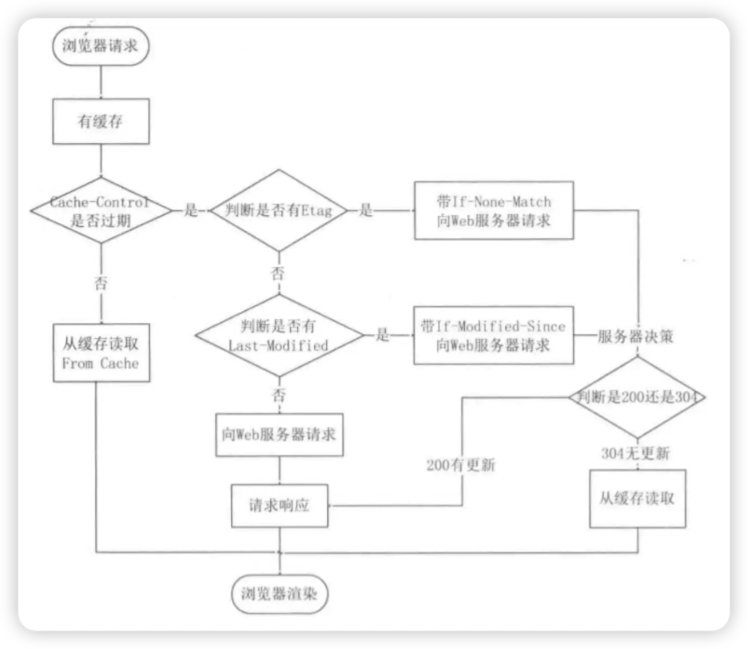 浏览器请求
有缓存
Cache-Control
是否过期
是
判断是否有Etag
是
带If-None-Match
向Web服务器请求
否
否
判断是否有
Last-Modified
是
带If-Modified-Since
向Web服务器请求
服务器决策
从缓存读取
From Cache
否
判断是200还是304
向Web服务器请求
200有更新
304无更新
请求响应
从缓存读取
浏览器渲染